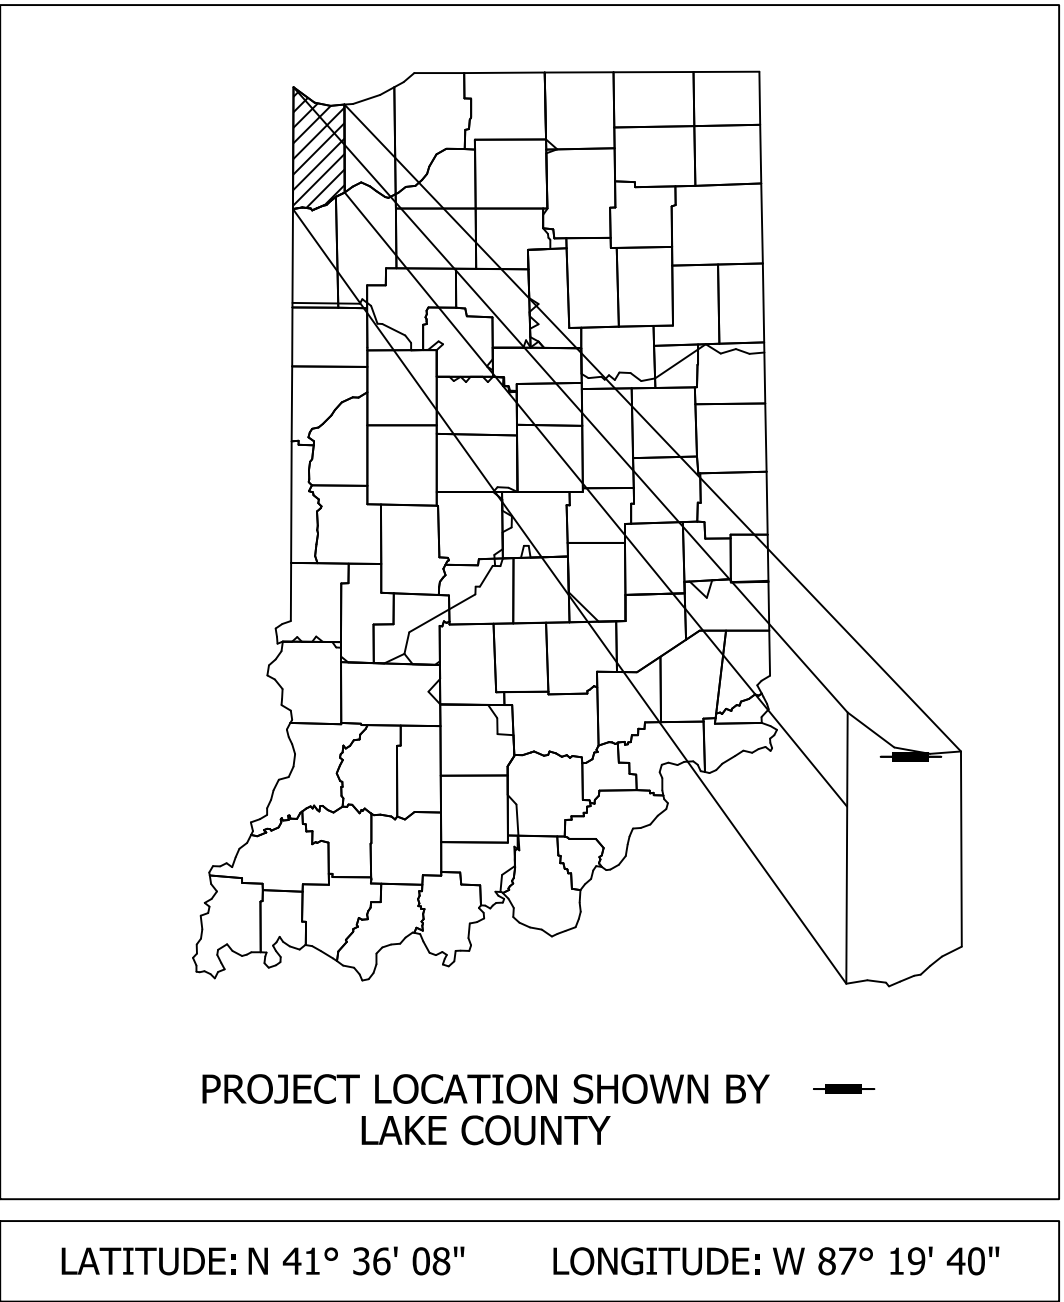 PROJECT LOCATION SHOWN BY
LAKE COUNTY
LATITUDE: N 41° 36' 08" LONGITUDE: W 87° 19' 40"